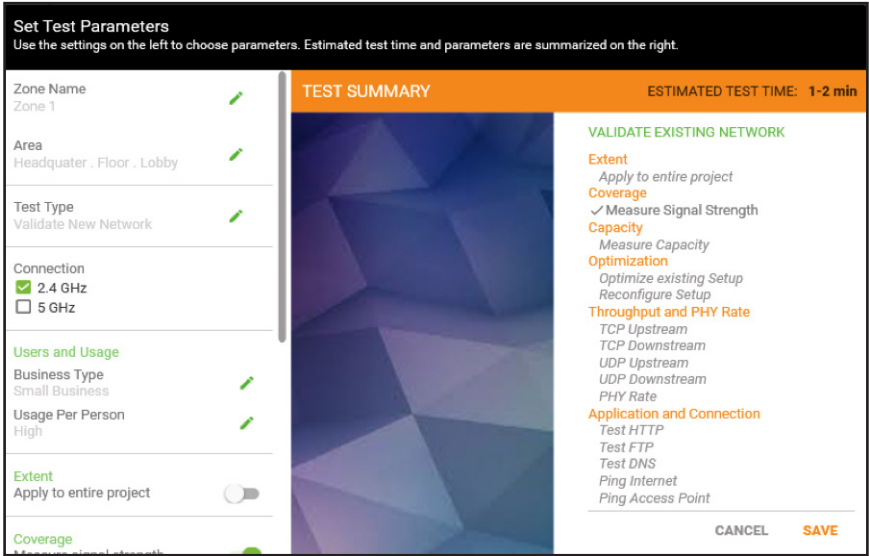 Set Test Parameters
Use the settings on the left to choose parameters. Estimated test time and parameters are summarized on the right.
Zone Name
Zone 1
Area
Headquater . Floor . Lobby
Test Type
Validate New Network
Connection
2.4 GHz
5 GHz
Users and Usage
Business Type
Small Business
Usage Per Person
High
Extent
Apply to entire project
Coverage
Measure signal strength
TEST SUMMARY
ESTIMATED TEST TIME: 1-2 min
VALIDATE EXISTING NETWORK
Extent
Apply to entire project
Coverage
Measure Signal Strength
Capacity
Measure Capacity
Optimization
Optimize existing Setup
Reconfigure Setup
Throughput and PHY Rate
TCP Upstream
TCP Downstream
UDP Upstream
UDP Downstream
PHY Rate
Application and Connection
Test HTTP
Test FTP
Test DNS
Ping Internet
Ping Access Point
CANCEL SAVE